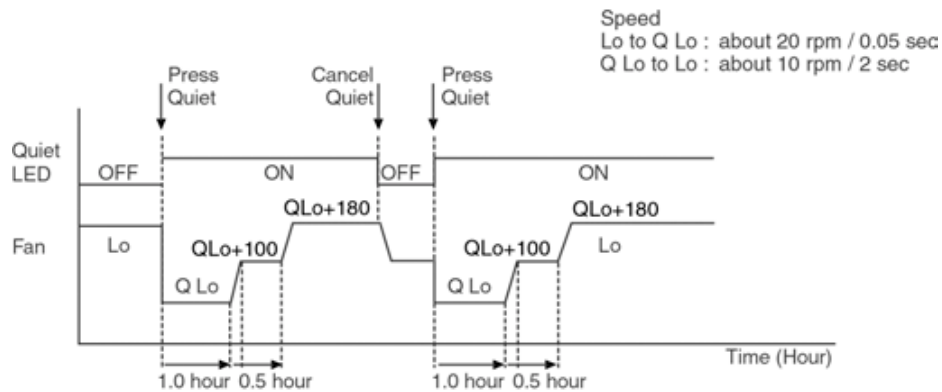 Speed
Lo to Q Lo : about 20 rpm / 0.05 sec
Q Lo to Lo : about 10 rpm / 2 sec
Press Quiet
Cancel Quiet
Press Quiet
Quiet LED
OFF
ON
OFF
ON
QLo+180
QLo+180
Fan
Lo
QLo+100
QLo+100
Lo
Q Lo
Q Lo
Time (Hour)
1.0 hour
0.5 hour
1.0 hour
0.5 hour